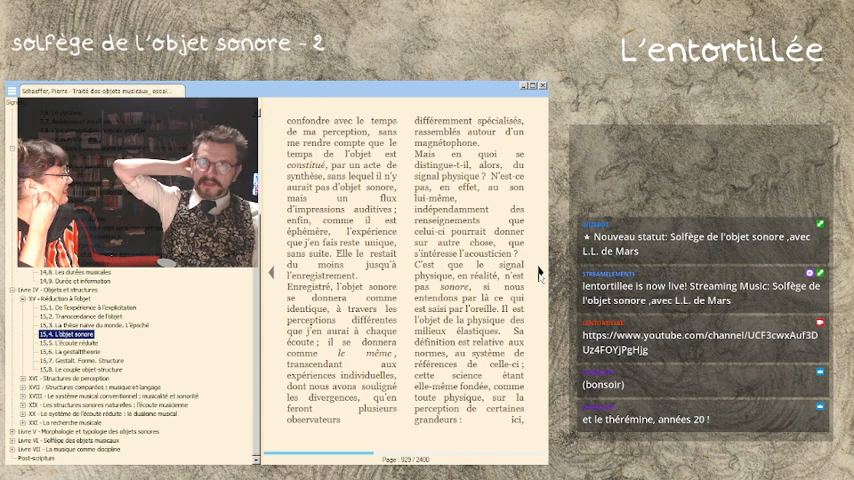 solfège de l'objet sonore - 2
L'entortillée
Schaeffer, Pierre - Traité des objets musicaux_ essai...
14,8. Les durées musicales
14,9. Durée et information
Livre IV - Objets et structures
XV - Réduction à l'objet
15,1. De l'expérience à l'explicitation
15,2. Transcendance de l'objet
15,3. La thèse naïve du monde. L'époché
15,4. L'objet sonore
15,5. L'écoute réduite
15,6. La gestalttheorie
15,7. Gestalt. Forme. Structure
15,8. Le couple objet-structure
XVI - Structures de perception
XVII - Structures comparées : musique et langage
XVIII - Le système musical conventionnel : musicalité et sonorité
XIX - Les structures sonores naturelles : l'écoute musicienne
XX - Le système de l'écoute réduite : le dualisme musical
XXI - La recherche musicale
Livre V - Morphologie et typologie des objets sonores
Livre VI - Solfège des objets musicaux
Livre VII - La musique comme discipline
Post-scriptum
confondre avec le temps
de ma perception, sans
me rendre compte que le
temps de l'objet est
constitué, par un acte de
synthèse, sans lequel il n'y
aurait pas d'objet sonore,
mais un flux
d'impressions auditives ;
enfin, comme il est
éphémère, l'expérience
que j'en fais reste unique,
sans suite. Elle le restait
du moins jusqu'à
l'enregistrement.
Enregistré, l'objet sonore
se donnera comme
identique, à travers les
perceptions différentes
que j'en aurai à chaque
écoute ; il se donnera
comme le même,
transcendant aux
expériences individuelles,
dont nous avons souligné
les divergences, qu'en
feront plusieurs
observateurs
différemment spécialisés,
rassemblés autour d'un
magnétophone.
Mais en quoi se
distingue-t-il, alors, du
signal physique ? N'est-ce
pas, en effet, au son
lui-même,
indépendamment des
renseignements que
celui-ci pourrait donner
sur autre chose, que
s'intéresse l'acousticien ?
C'est que le signal
physique, en réalité, n'est
pas sonore, si nous
entendons par là ce qui
est saisi par l'oreille. Il est
l'objet de la physique des
milieux élastiques. Sa
définition est relative aux
normes, au système de
références de celle-ci ;
cette science étant
elle-même fondée, comme
toute physique, sur la
perception de certaines
grandeurs : ici,
Page : 929 / 2400
★ Nouveau statut: Solfège de l'objet sonore ,avec
L.L. de Mars
STREAMELEMENTS
lentortillee is now live! Streaming Music: Solfège de
l'objet sonore ,avec L.L. de Mars
https://www.youtube.com/channel/UCF3cwxAuf3D
Uz4FOYJPgHJg
(bonsoir)
et le thérémine, années 20 !